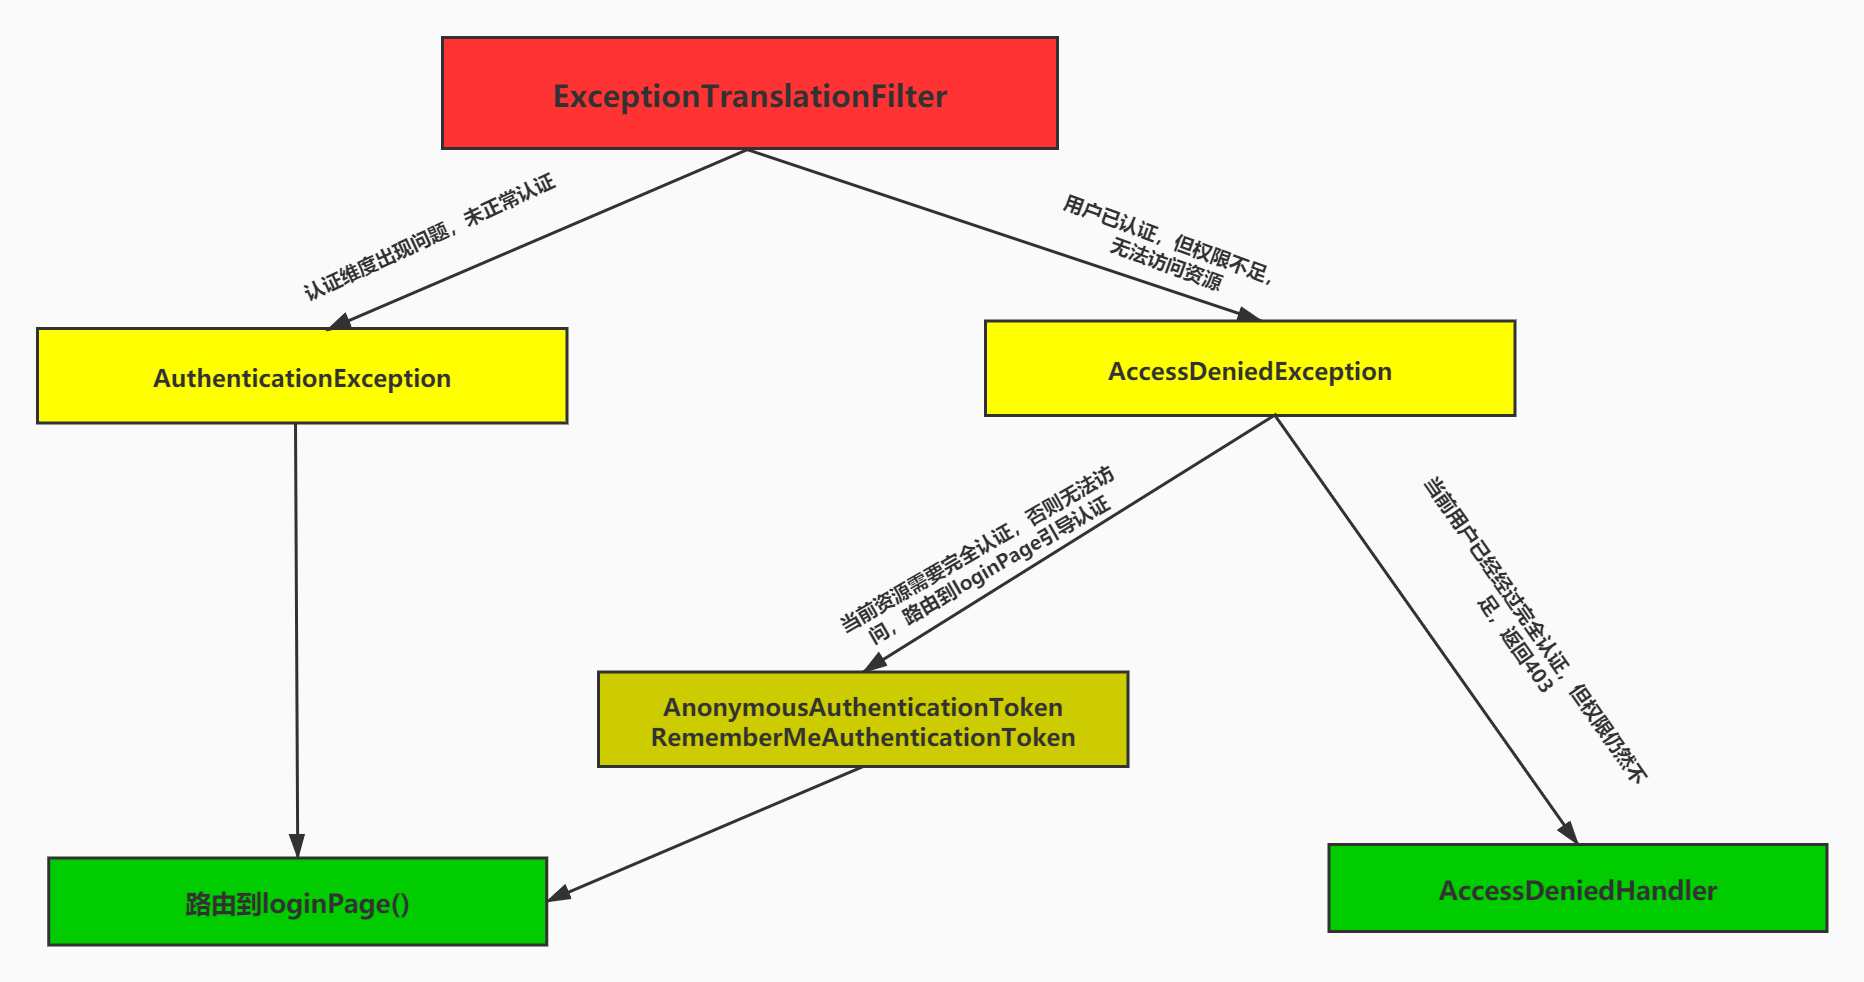 ExceptionTranslationFilter
认证维度出现问题，未正常认证
用户已认证，但权限不足,
无法访问资源
AuthenticationException
AccessDeniedException
当前资源需要完全认证，否则无法访
问，路由到loginPage引导认证
当前用户已经经过完全认证，但权限仍然不
足，返回403
AnonymousAuthenticationToken
RememberMeAuthenticationToken
路由到loginPage()
AccessDeniedHandler